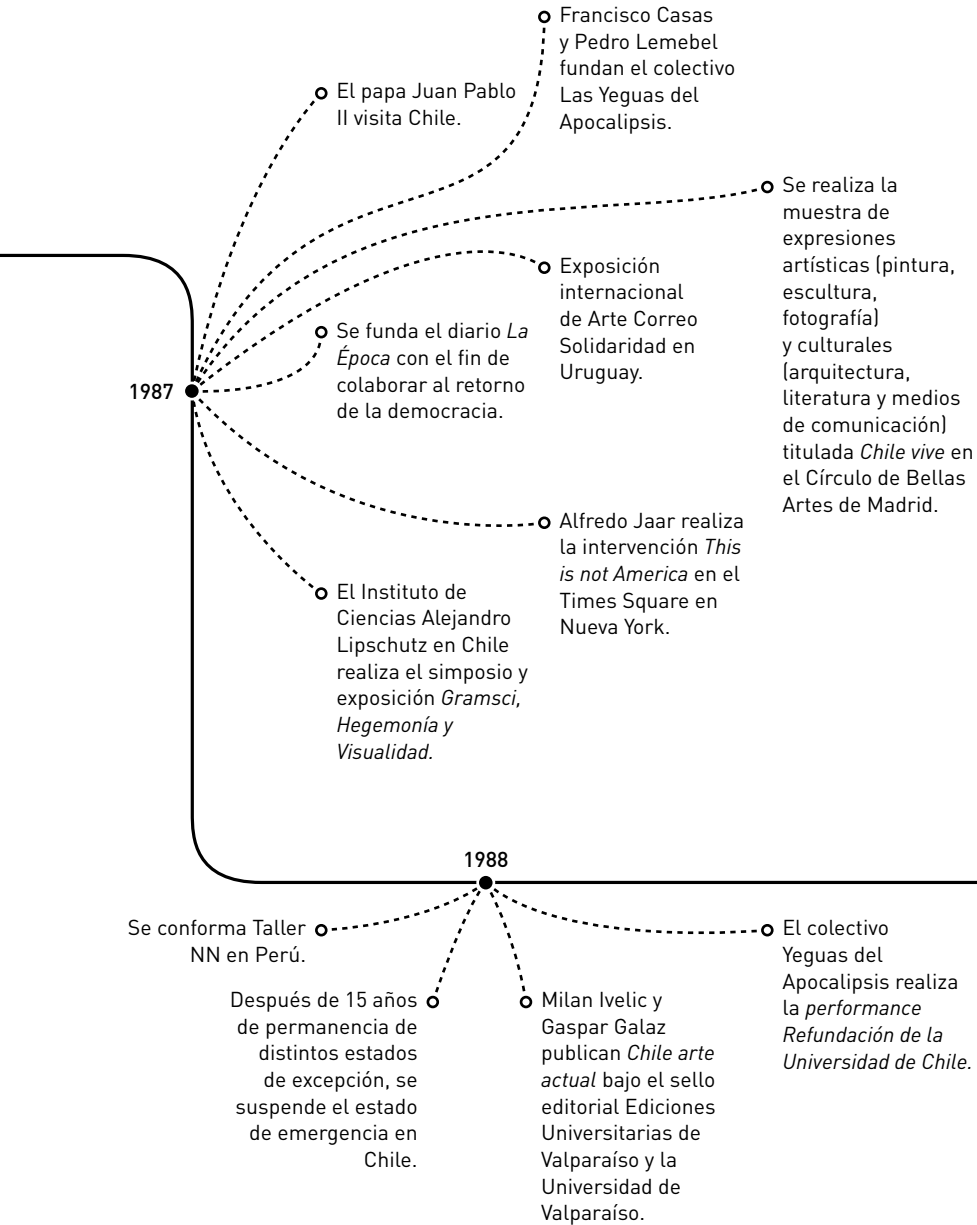 Francisco Casas
y Pedro Lemebel
fundan el colectivo
Las Yeguas del
Apocalipsis.
El papa Juan Pablo
II visita Chile.
Se realiza la
muestra de
expresiones
artísticas (pintura,
escultura,
fotografía)
y culturales
(arquitectura,
literatura y medios
de comunicación)
titulada Chile vive en
el Círculo de Bellas
Artes de Madrid.
Exposición
internacional
de Arte Correo
Solidaridad en
Uruguay.
Se funda el diario La
Época con el fin de
colaborar al retorno
de la democracia.
1987
Alfredo Jaar realiza
la intervención This
is not America en el
Times Square en
Nueva York.
El Instituto de
Ciencias Alejandro
Lipschutz en Chile
realiza el simposio y
exposición Gramsci,
Hegemonía y
Visualidad.
1988
Se conforma Taller
NN en Perú.
Después de 15 años
de permanencia de
distintos estados
de excepción, se
suspende el estado
de emergencia en
Chile.
Milan Ivelic y
Gaspar Galaz
publican Chile arte
actual bajo el sello
editorial Ediciones
Universitarias de
Valparaíso y la
Universidad de
Valparaíso.
El colectivo
Yeguas del
Apocalipsis realiza
la performance
Refundación de la
Universidad de Chile.